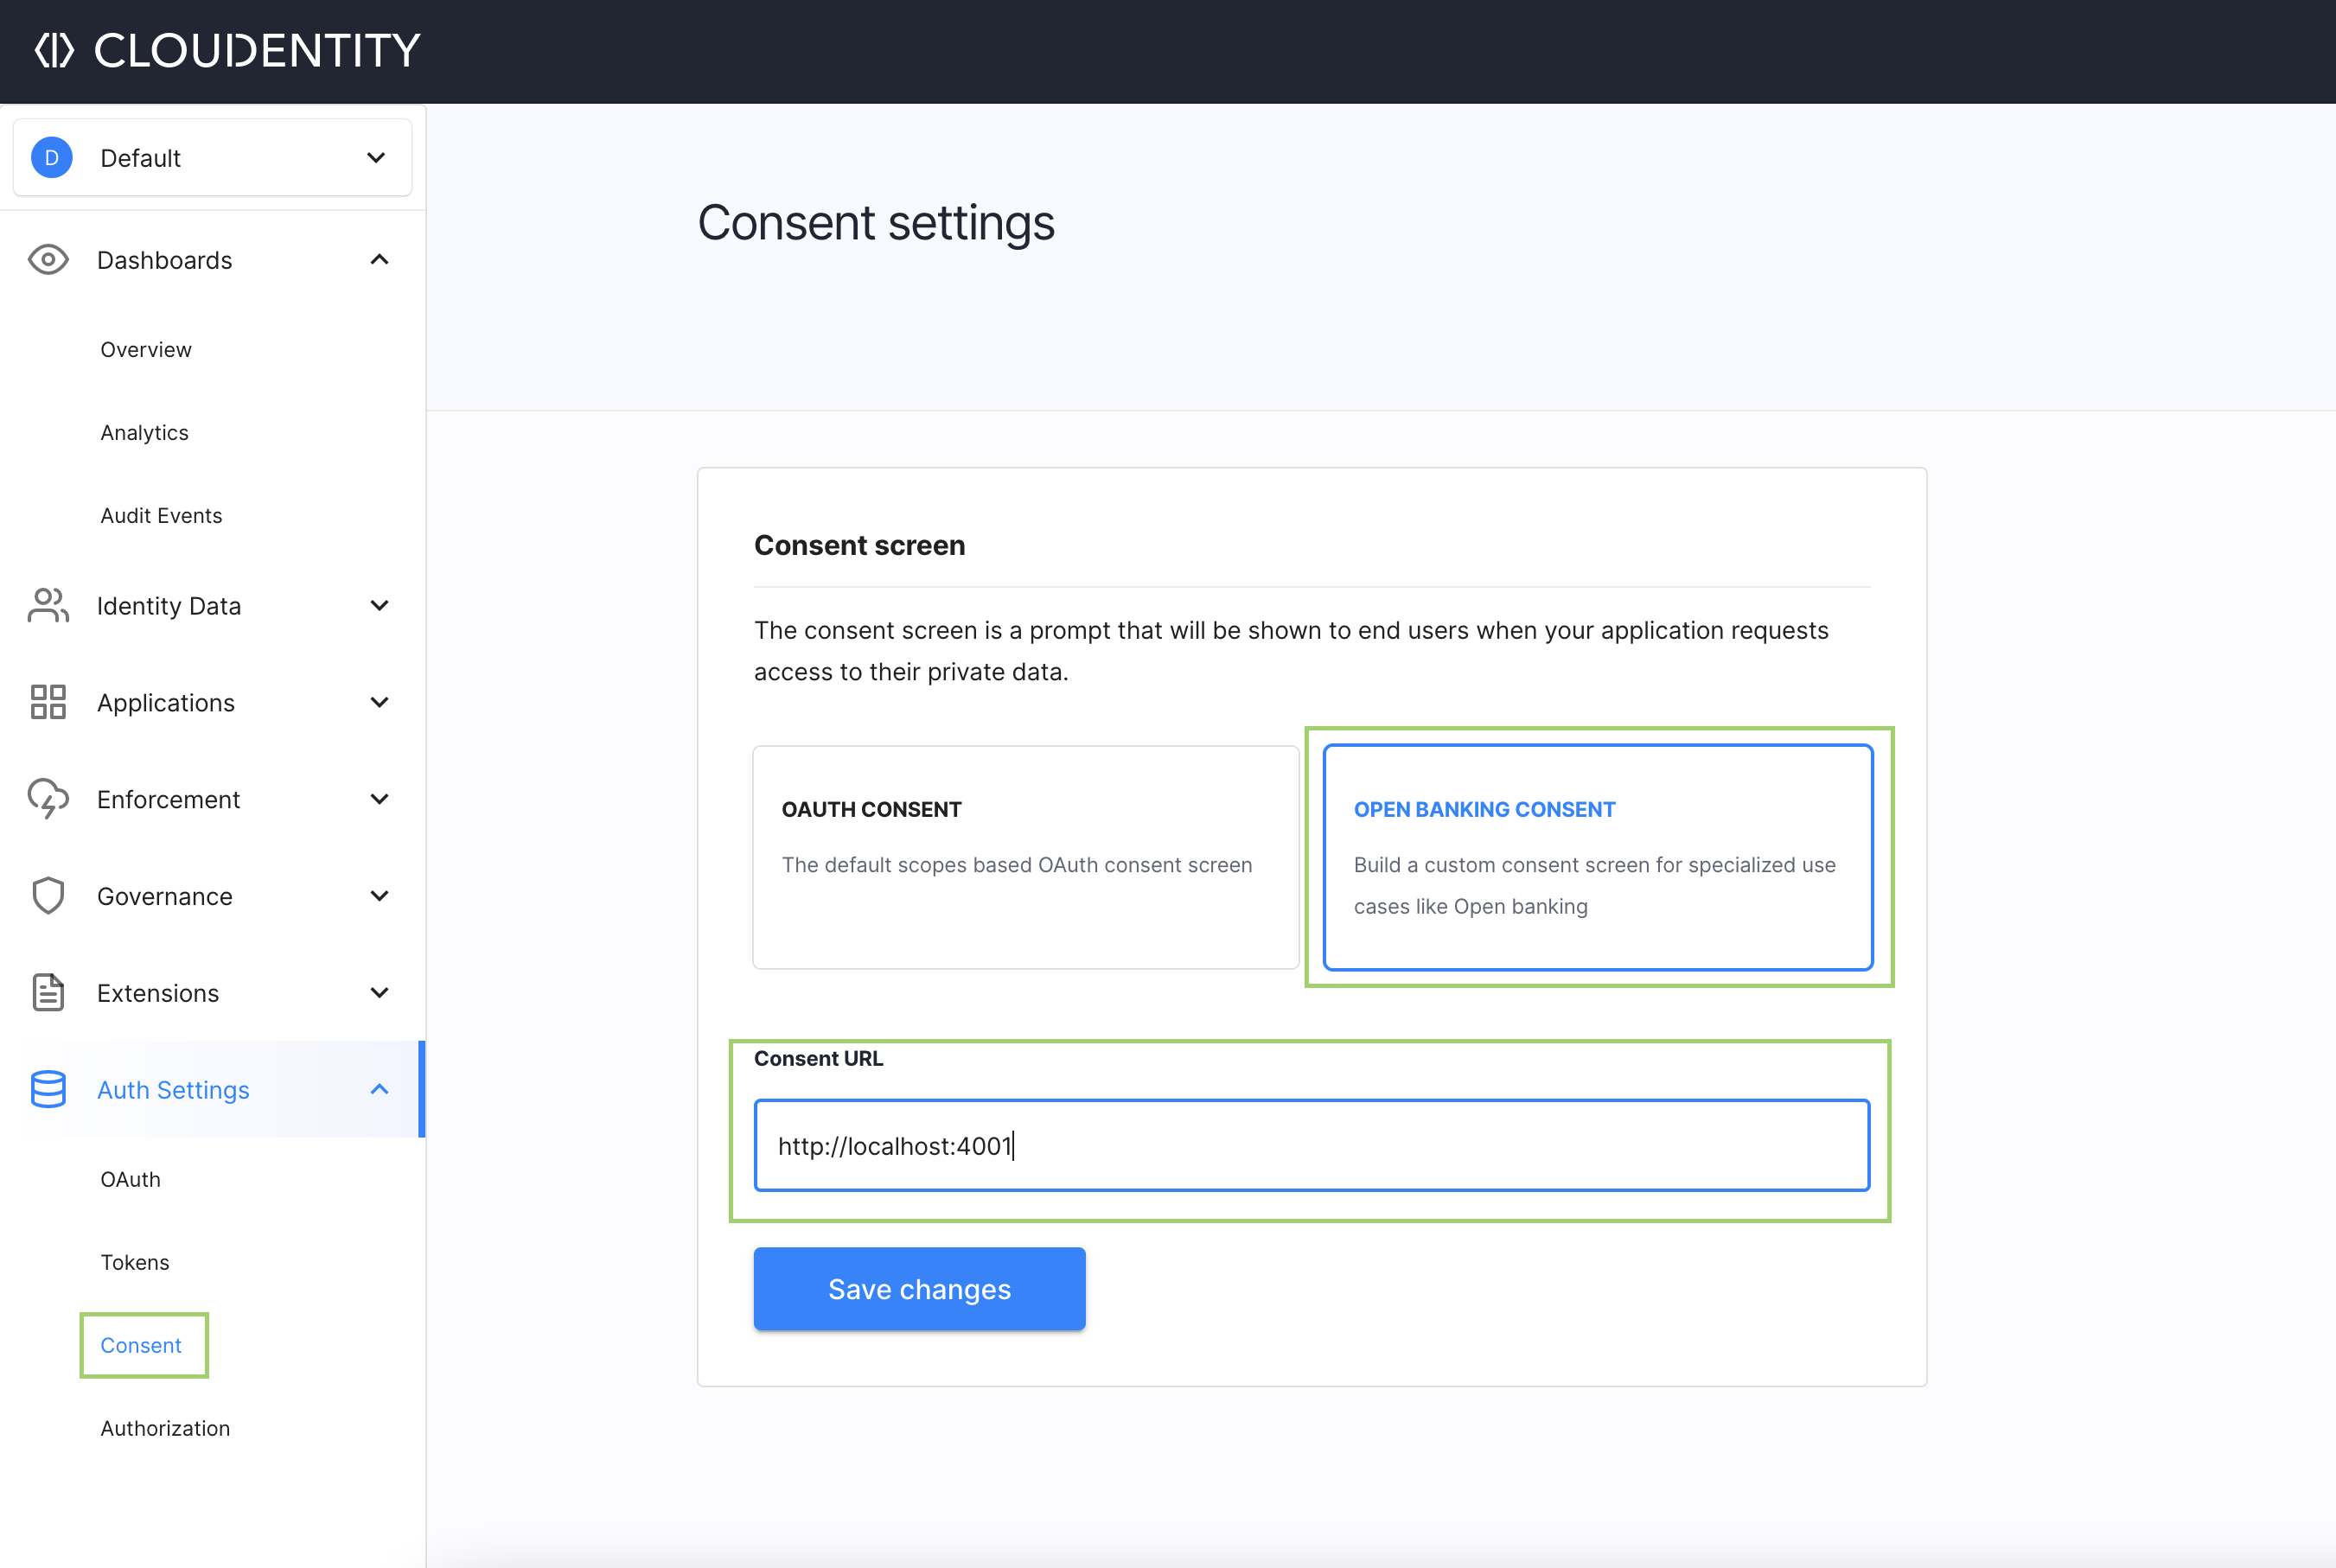 CLOUDENTITY
D Default
Dashboards
Overview
Analytics
Audit Events
Identity Data
Applications
Enforcement
Governance
Extensions
Auth Settings
OAuth
Tokens
Consent
Authorization
Consent settings
Consent screen
The consent screen is a prompt that will be shown to end users when your application requests
access to their private data.
OAUTH CONSENT
The default scopes based OAuth consent screen
OPEN BANKING CONSENT
Build a custom consent screen for specialized use
cases like Open banking
Consent URL
http://localhost:4001
Save changes